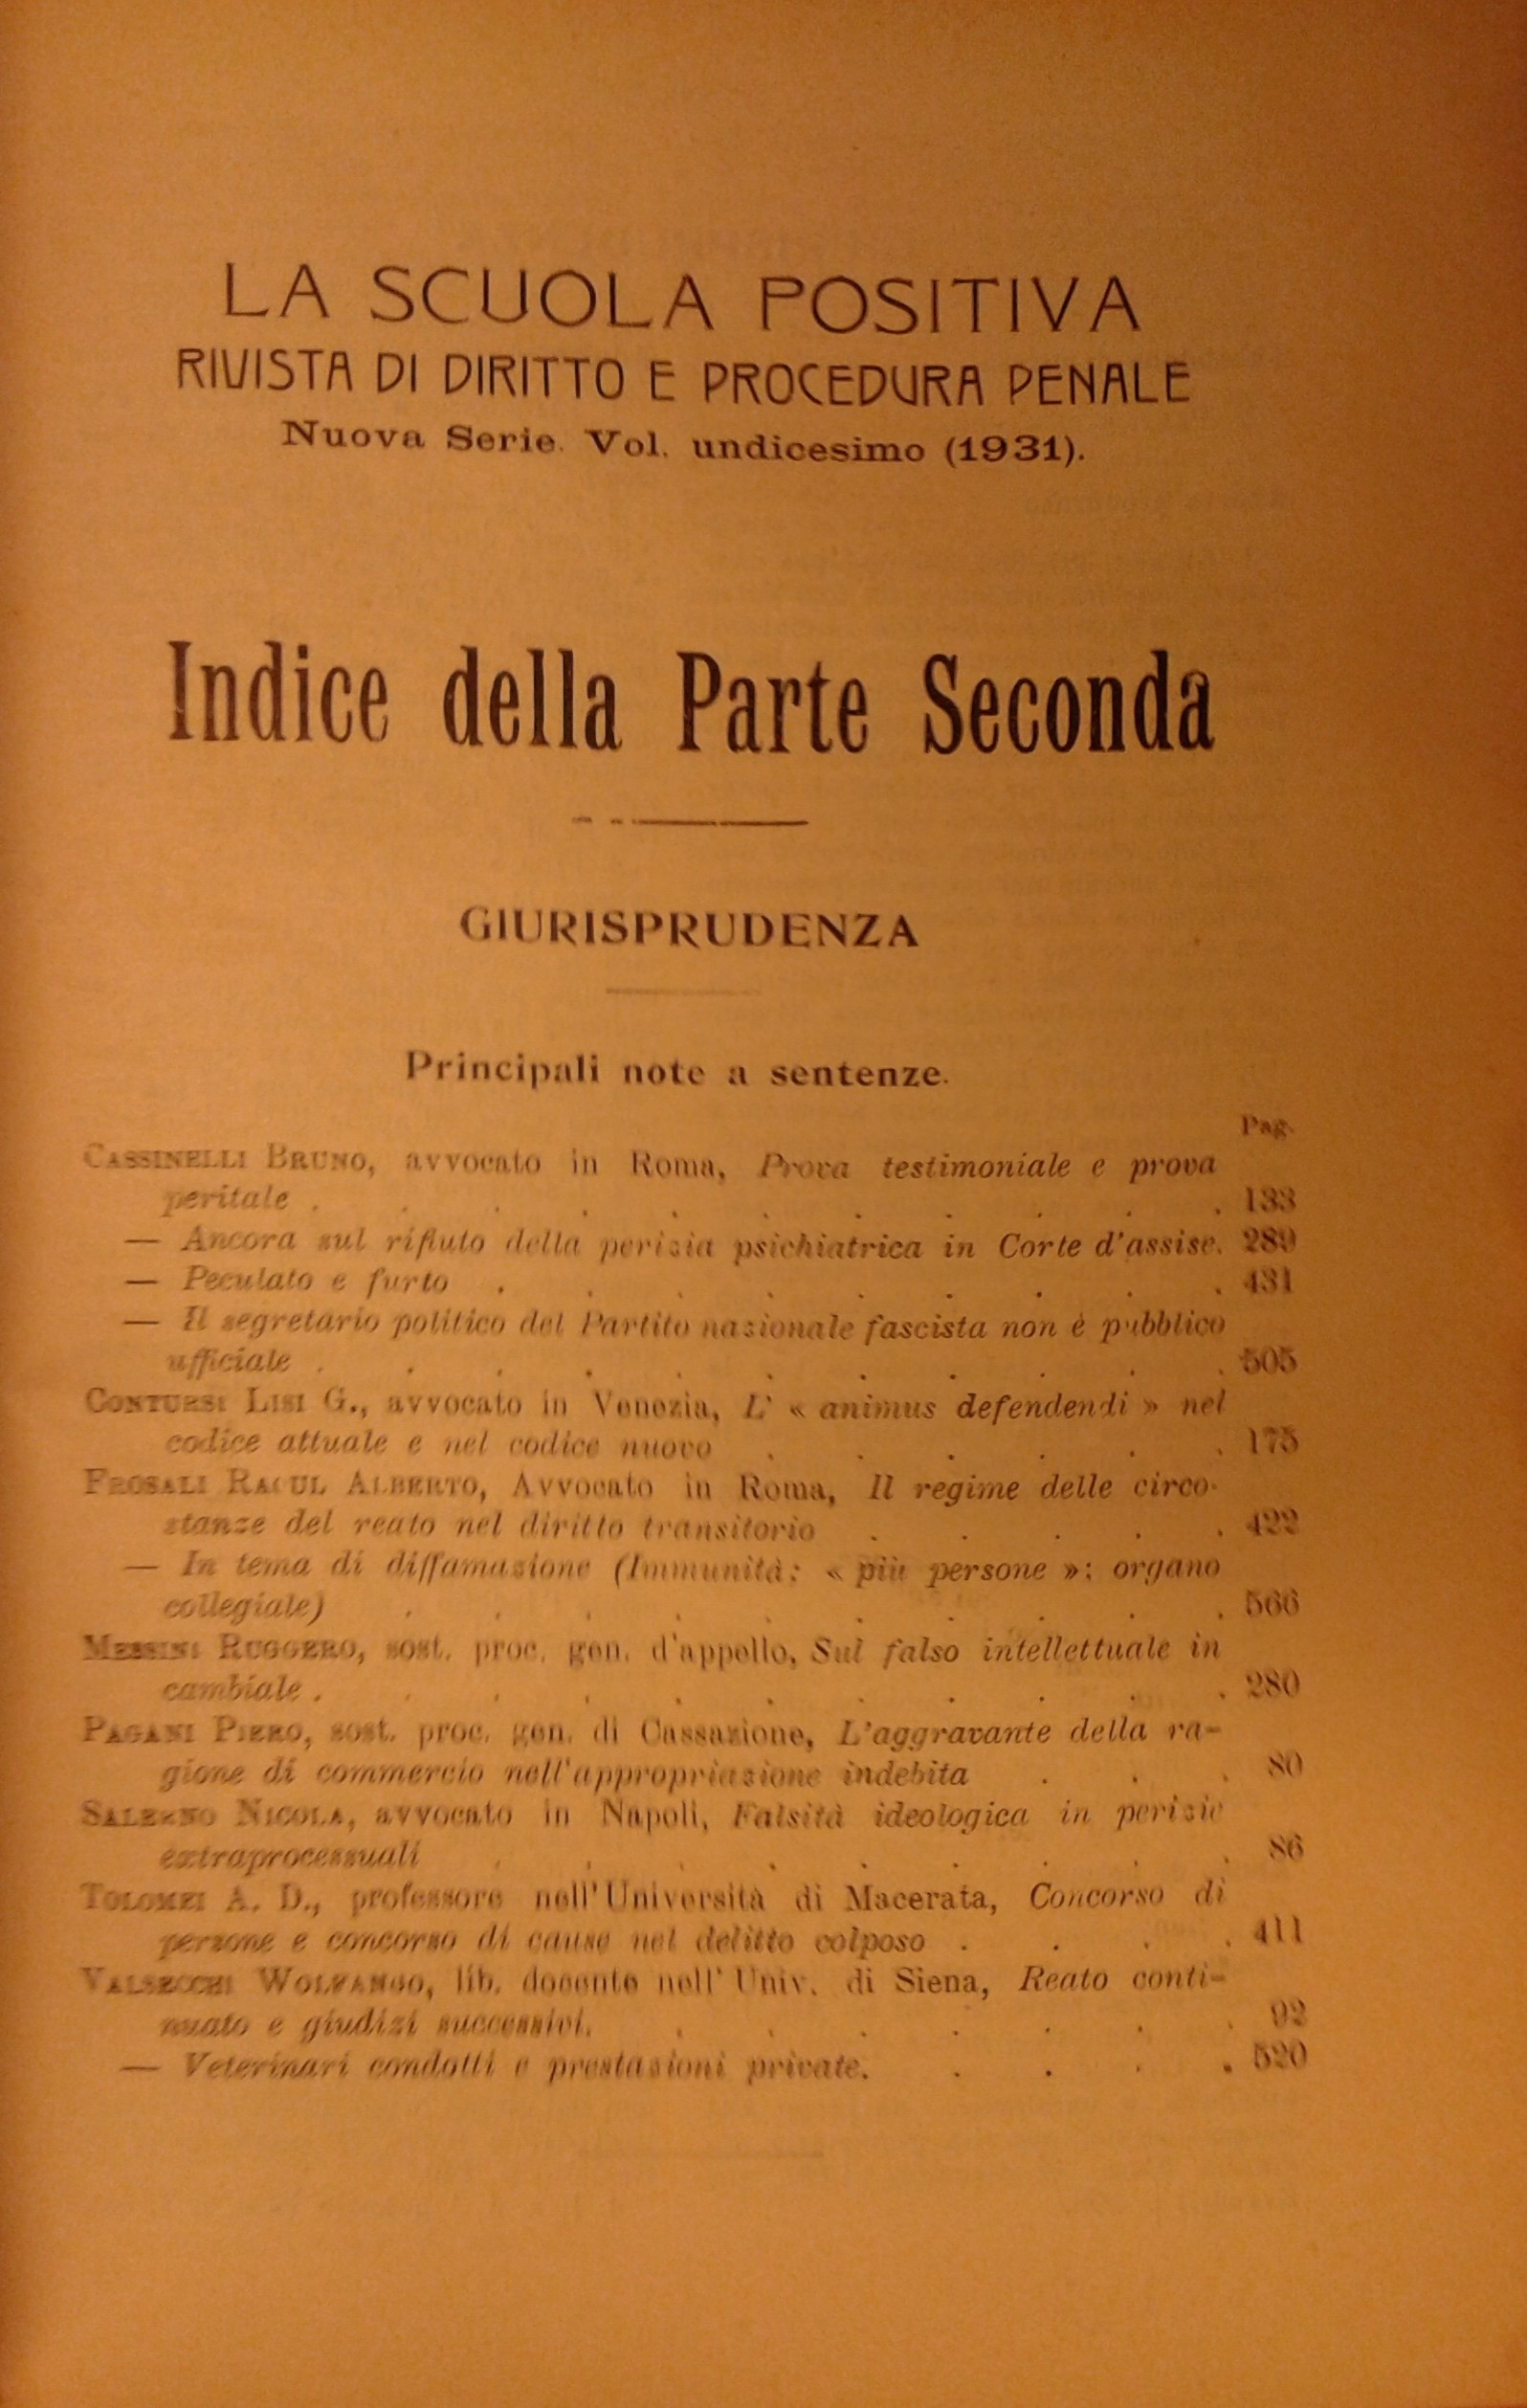 LA SCUOLA POSITIVA
RIVISTA DI DIRITTO E PROCEDURA PENALE
Nuova Serie. Vol. undicesimo (1931).
Indice della Parte Seconda
GIURISPRUDENZA
Principali note a sentenze.
Pag.
CASSINELLI BRUNO, avvocato in Roma, Prova testimoniale e prova
peritale . . . . . . . . . . . 133
— Ancora sul rifiuto della perizia psichiatrica in Corte d'assise. 289
— Peculato e furto . . . . . . . . . 431
— Il segretario politico del Partito nazionale fascista non è pubblico
ufficiale . . . . . . . . . . . 505
CONTURSI LISI G., avvocato in Venezia, L' « animus defendendi » nel
codice attuale e nel codice nuovo . . . . . . 175
FROSALI RAOUL ALBERTO, Avvocato in Roma, Il regime delle circo-
stanze del reato nel diritto transitorio . . . . . 422
— In tema di diffamazione (Immunità: « più persone »; organo
collegiale) . . . . . . . . . . 566
MESSINI RUGGERO, sost. proc. gen. d'appello, Sul falso intellettuale in
cambiale . . . . . . . . . . . 280
PAGANI PIERO, sost. proc. gen. di Cassazione, L'aggravante della ra-
gione di commercio nell'appropriazione indebita . . . 80
SALERNO NICOLA, avvocato in Napoli, Falsità ideologica in perizie
extraprocessuali . . . . . . . . . 86
TOLOMEI A. D., professore nell'Università di Macerata, Concorso di
persone e concorso di cause nel delitto colposo . . . . 411
VALSECCHI WOLFANGO, lib. docente nell'Univ. di Siena, Reato conti-
nuato e giudizi successivi. . . . . . . . 92
— Veterinari condotti e prestazioni private. . . . . 520